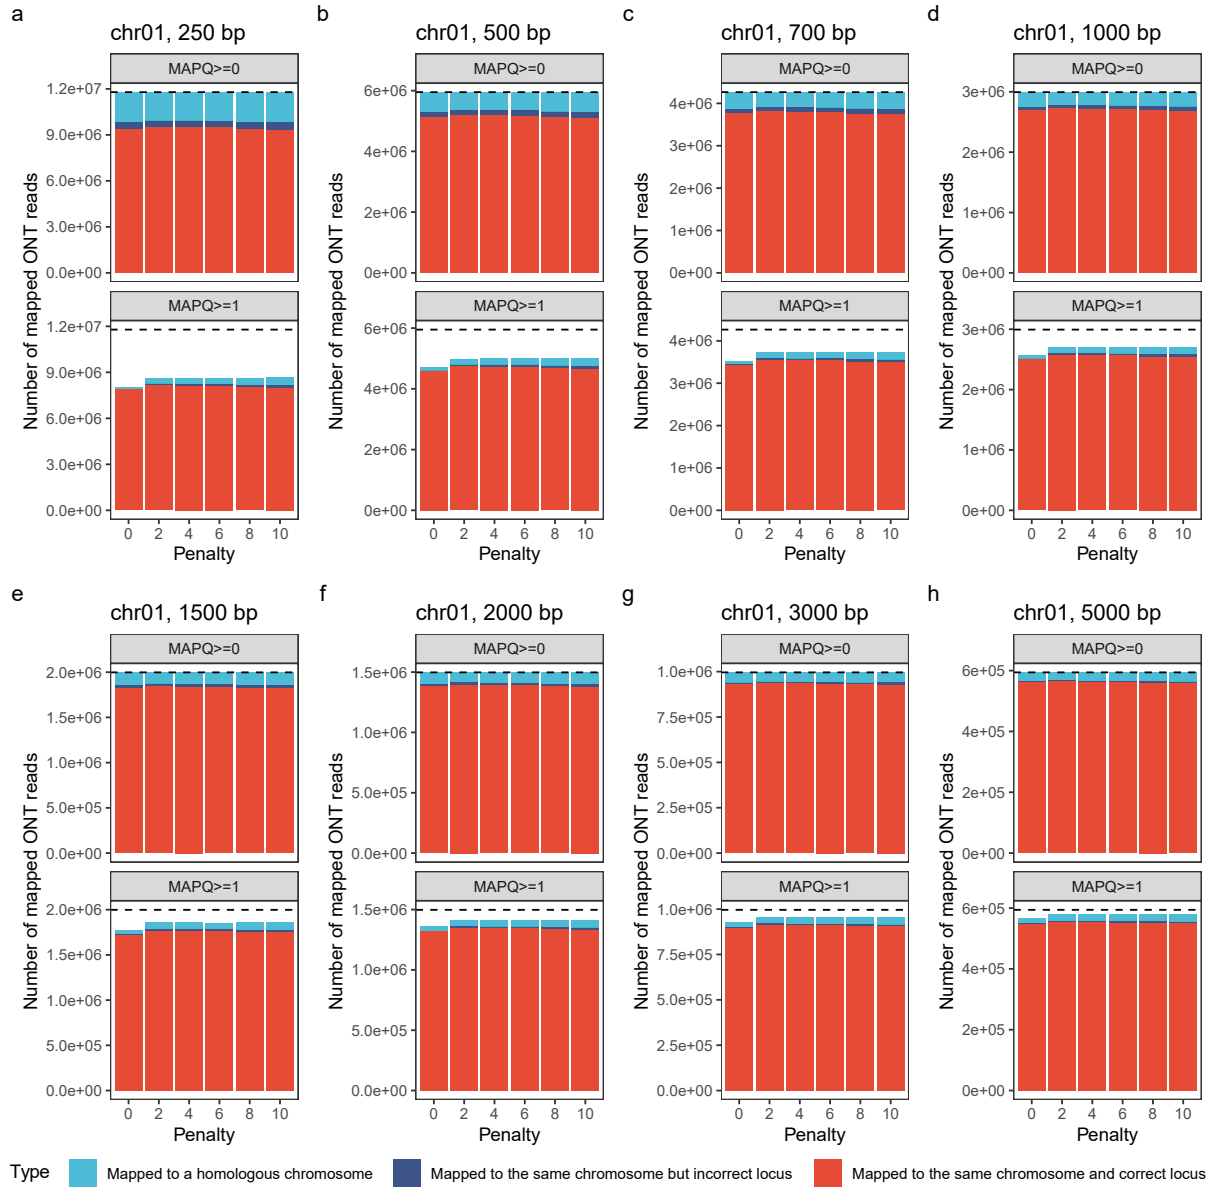 a
chr01, 250 bp
MAPQ>=0
1.2e+07
9.0e+06
6.0e+06
3.0e+06
0.0e+00
MAPQ>=1
1.2e+07
9.0e+06
6.0e+06
3.0e+06
0.0e+00
0 2 4 6 8 10
Penalty
Number of mapped ONT reads
b
chr01, 500 bp
MAPQ>=0
6e+06
4e+06
2e+06
0e+00
MAPQ>=1
6e+06
4e+06
2e+06
0e+00
0 2 4 6 8 10
Penalty
Number of mapped ONT reads
c
chr01, 700 bp
MAPQ>=0
4e+06
3e+06
2e+06
1e+06
0e+00
MAPQ>=1
4e+06
3e+06
2e+06
1e+06
0e+00
0 2 4 6 8 10
Penalty
Number of mapped ONT reads
d
chr01, 1000 bp
MAPQ>=0
3e+06
2e+06
1e+06
0e+00
MAPQ>=1
3e+06
2e+06
1e+06
0e+00
0 2 4 6 8 10
Penalty
Number of mapped ONT reads
e
chr01, 1500 bp
MAPQ>=0
2.0e+06
1.5e+06
1.0e+06
5.0e+05
0.0e+00
MAPQ>=1
2.0e+06
1.5e+06
1.0e+06
5.0e+05
0.0e+00
0 2 4 6 8 10
Penalty
Number of mapped ONT reads
f
chr01, 2000 bp
MAPQ>=0
1.5e+06
1.0e+06
5.0e+05
0.0e+00
MAPQ>=1
1.5e+06
1.0e+06
5.0e+05
0.0e+00
0 2 4 6 8 10
Penalty
Number of mapped ONT reads
g
chr01, 3000 bp
MAPQ>=0
1.0e+06
7.5e+05
5.0e+05
2.5e+05
0.0e+00
MAPQ>=1
1.0e+06
7.5e+05
5.0e+05
2.5e+05
0.0e+00
0 2 4 6 8 10
Penalty
Number of mapped ONT reads
h
chr01, 5000 bp
MAPQ>=0
6e+05
4e+05
2e+05
0e+00
MAPQ>=1
6e+05
4e+05
2e+05
0e+00
0 2 4 6 8 10
Penalty
Number of mapped ONT reads
Type Mapped to a homologous chromosome Mapped to the same chromosome but incorrect locus Mapped to the same chromosome and correct locus